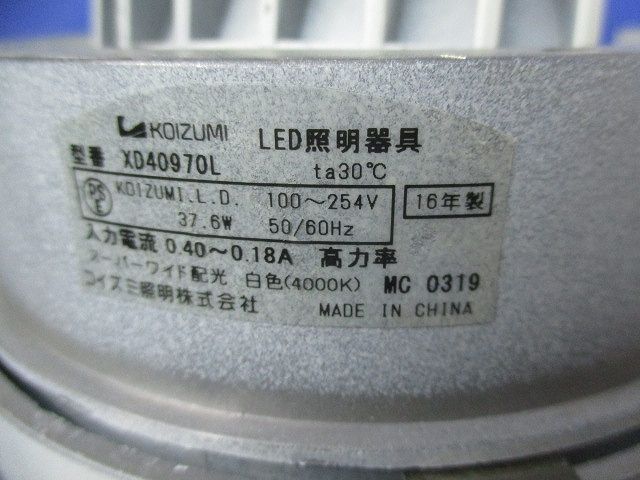 KOIZUMI LED照明器具
型番 XD40970L ta30℃
PSE KOIZUMI.L.D. 100～254V 16年製
37.6W 50/60Hz
入力電流 0.40～0.18A 高力率
スーパーワイド配光 白色(4000K) MC 0319
コイズミ照明株式会社 MADE IN CHINA